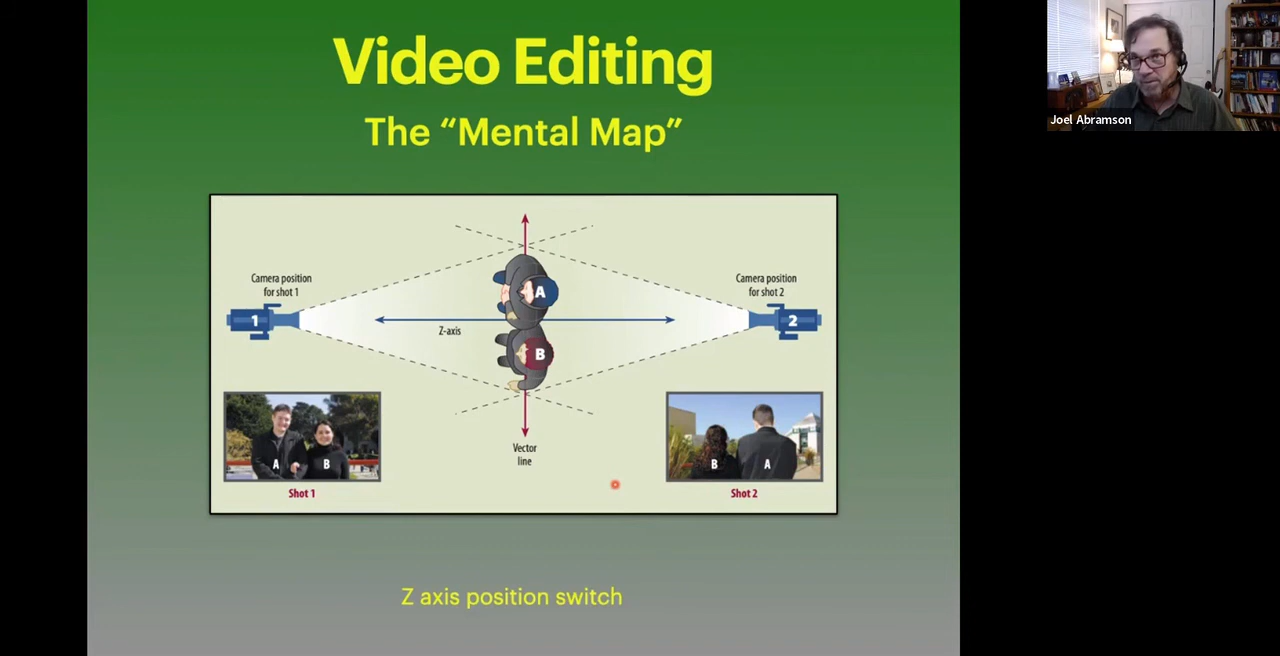 Video Editing
The “Mental Map”
Camera position
for shot 1
1
Z-axis
A
B
Camera position
for shot 2
2
A
B
Shot 1
Vector
line
B
A
Shot 2
Z axis position switch
Joel Abramson